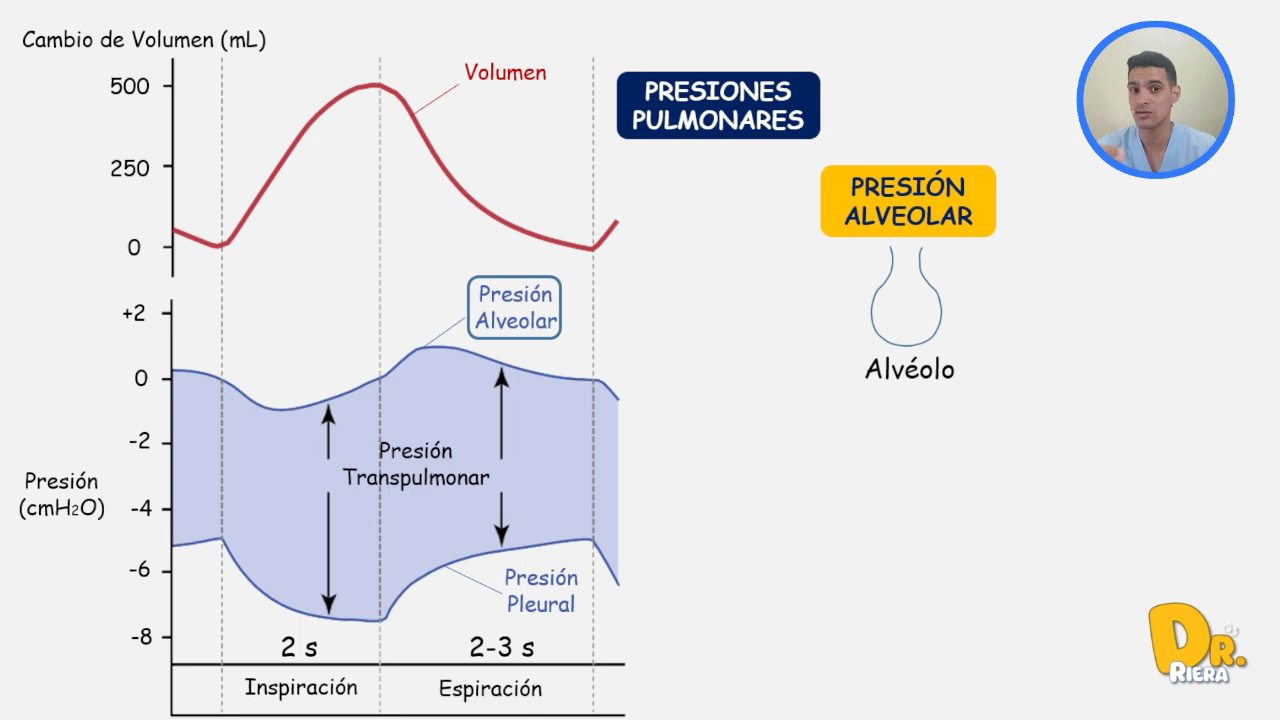 Cambio de Volumen (mL)
500
250
0
Volumen
PRESIONES
PULMONARES
PRESIÓN
ALVEOLAR
Alvéolo
+2
0
-2
-4
-6
-8
Presión
(cmH₂O)
Presión
Alveolar
Presión
Transpulmonar
Presión
Pleural
2 s
2-3 s
Inspiración
Espiración
DR.
RIERA